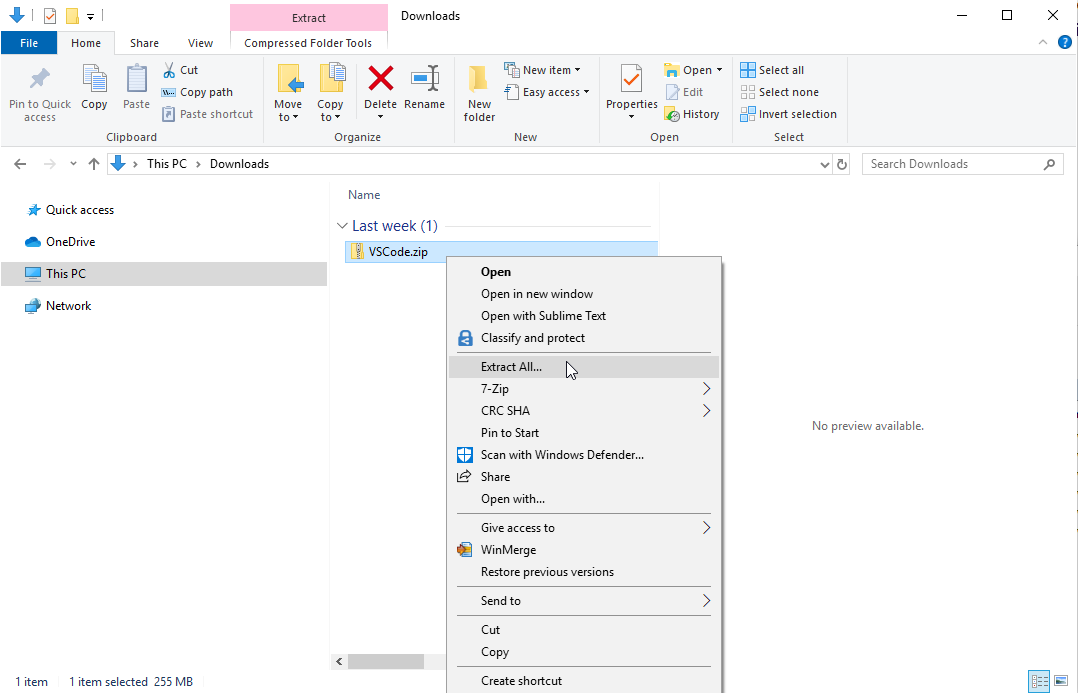 Extract
Downloads
File
Home
Share
View
Compressed Folder Tools
Pin to Quick access
Copy
Paste
Cut
Copy path
Paste shortcut
Clipboard
Move to
Copy to
Delete
Rename
Organize
New folder
New item
Easy access
New
Properties
Open
Edit
History
Open
Select all
Select none
Invert selection
Select
This PC
Downloads
Search Downloads
Quick access
OneDrive
This PC
Network
Name
Last week (1)
VSCode.zip
Open
Open in new window
Open with Sublime Text
Classify and protect
Extract All...
7-Zip
CRC SHA
Pin to Start
Scan with Windows Defender...
Share
Open with...
Give access to
WinMerge
Restore previous versions
Send to
Cut
Copy
Create shortcut
No preview available.
1 item
1 item selected 255 MB